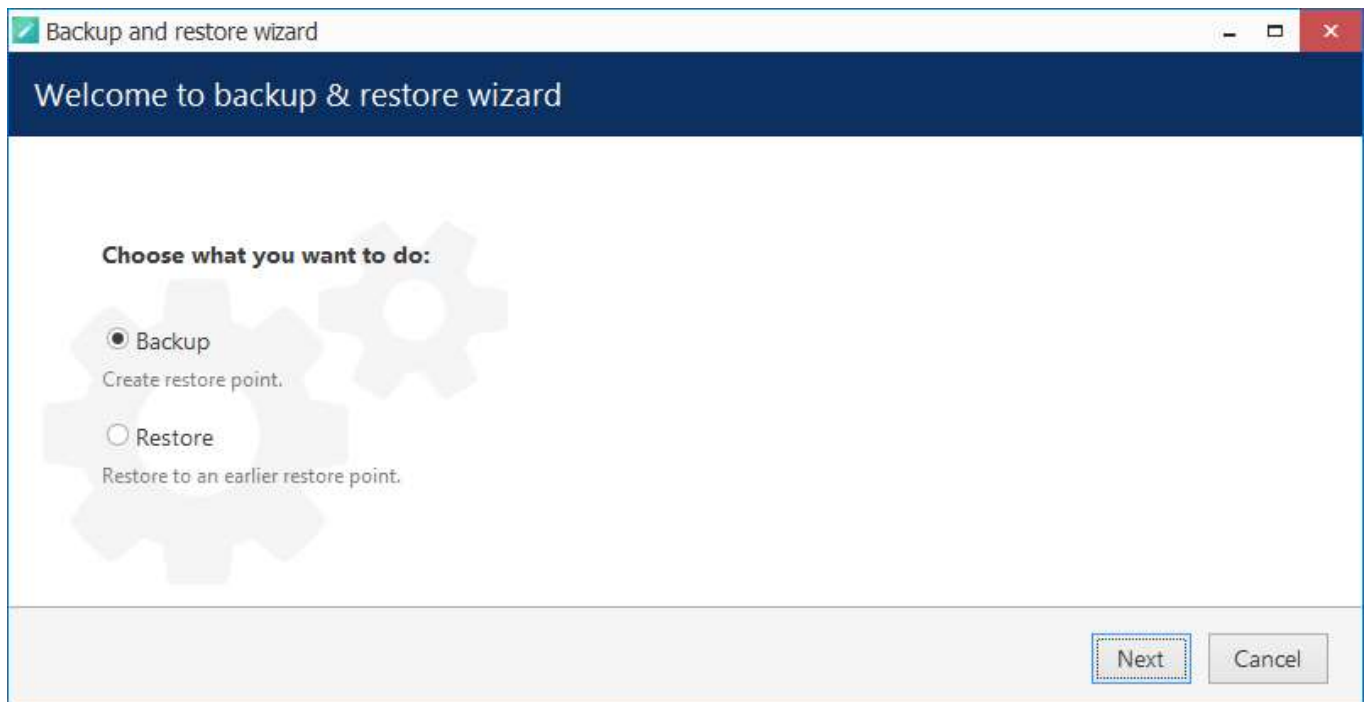 Backup and restore wizard
Welcome to backup & restore wizard
Choose what you want to do:
Backup
Create restore point.
Restore
Restore to an earlier restore point.
Next
Cancel